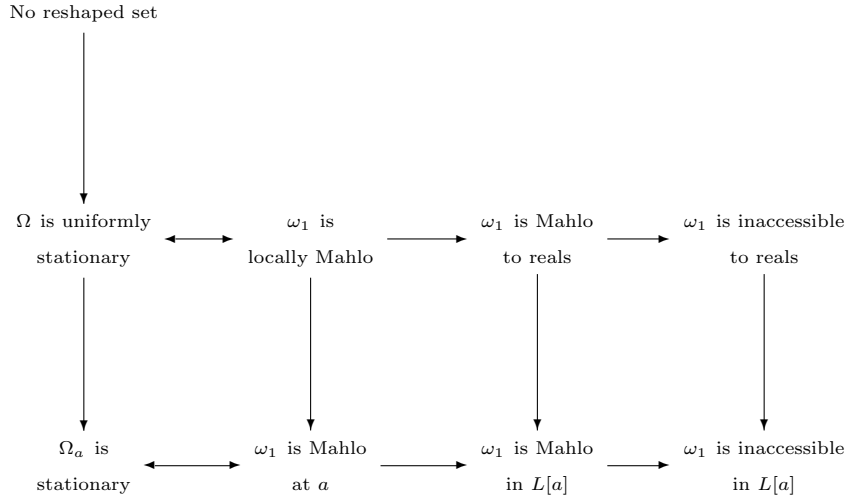 No reshaped set
Ω is uniformly
stationary
ω₁ is
locally Mahlo
ω₁ is Mahlo
to reals
ω₁ is inaccessible
to reals
Ωₐ is
stationary
ω₁ is Mahlo
at a
ω₁ is Mahlo
in L[a]
ω₁ is inaccessible
in L[a]